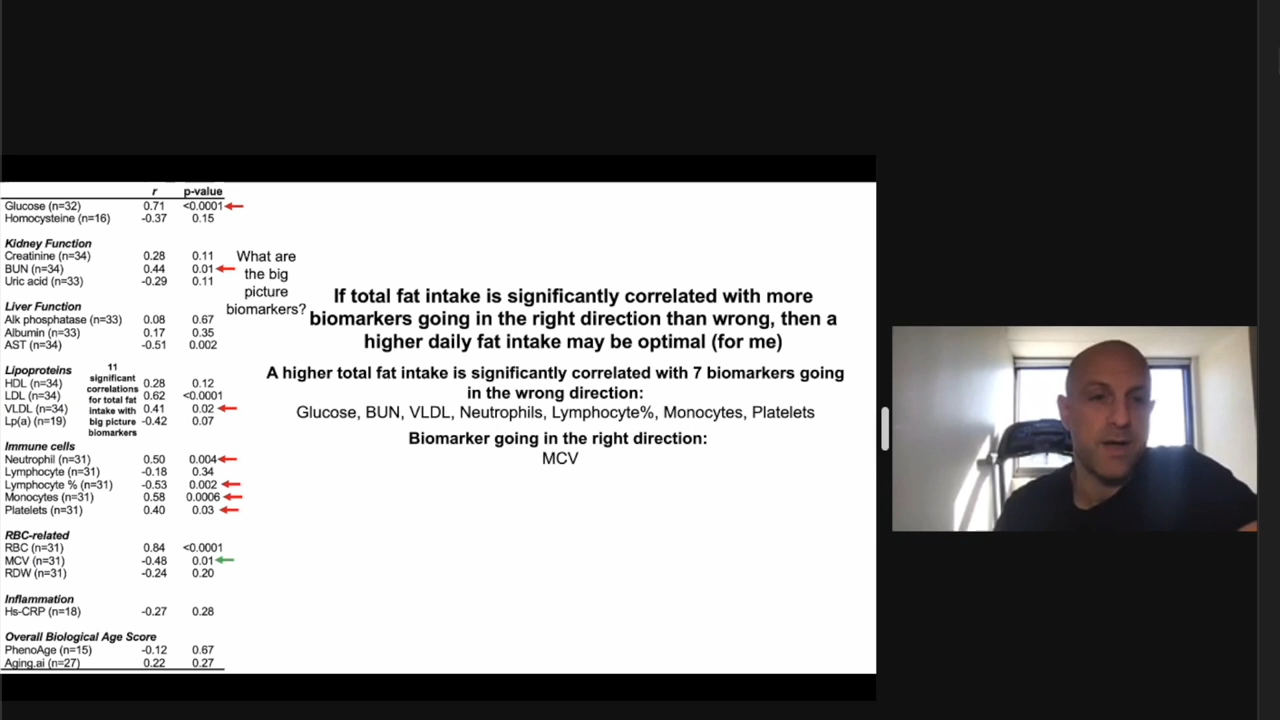 r p-value
Glucose (n=32) 0.71 <0.0001
Homocysteine (n=16) -0.37 0.15
Kidney Function
Creatinine (n=34) 0.28 0.11
BUN (n=34) 0.44 0.01
Uric acid (n=33) -0.29 0.11
Liver Function
Alk phosphatase (n=33) 0.08 0.67
Albumin (n=33) 0.17 0.35
AST (n=34) -0.51 0.002
Lipoproteins
HDL (n=34) 0.28 0.12
LDL (n=34) 0.62 <0.0001
VLDL (n=34) 0.41 0.02
Lp(a) (n=19) -0.42 0.07
11
significant
correlations
for total fat
intake with
big picture
biomarkers
Immune cells
Neutrophil (n=31) 0.50 0.004
Lymphocyte (n=31) -0.18 0.34
Lymphocyte % (n=31) -0.53 0.002
Monocytes (n=31) 0.58 0.0006
Platelets (n=31) 0.40 0.03
RBC-related
RBC (n=31) 0.84 <0.0001
MCV (n=31) -0.48 0.01
RDW (n=31) -0.24 0.20
Inflammation
Hs-CRP (n=18) -0.27 0.28
Overall Biological Age Score
PhenoAge (n=15) -0.12 0.67
Aging.ai (n=27) 0.22 0.27
What are
the big
picture
biomarkers?
If total fat intake is significantly correlated with more
biomarkers going in the right direction than wrong, then a
higher daily fat intake may be optimal (for me)
A higher total fat intake is significantly correlated with 7 biomarkers going
in the wrong direction:
Glucose, BUN, VLDL, Neutrophils, Lymphocyte%, Monocytes, Platelets
Biomarker going in the right direction:
MCV